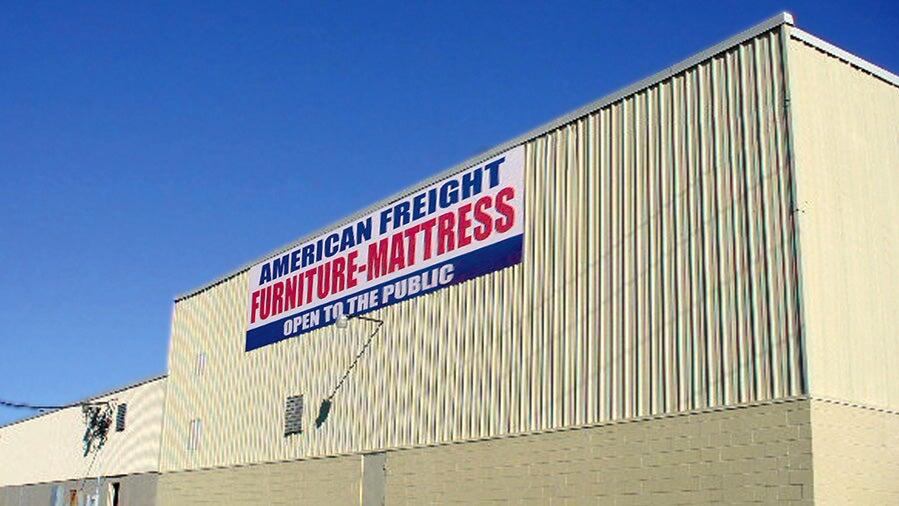 AMERICAN FREIGHT
FURNITURE-MATTRESS
OPEN TO THE PUBLIC